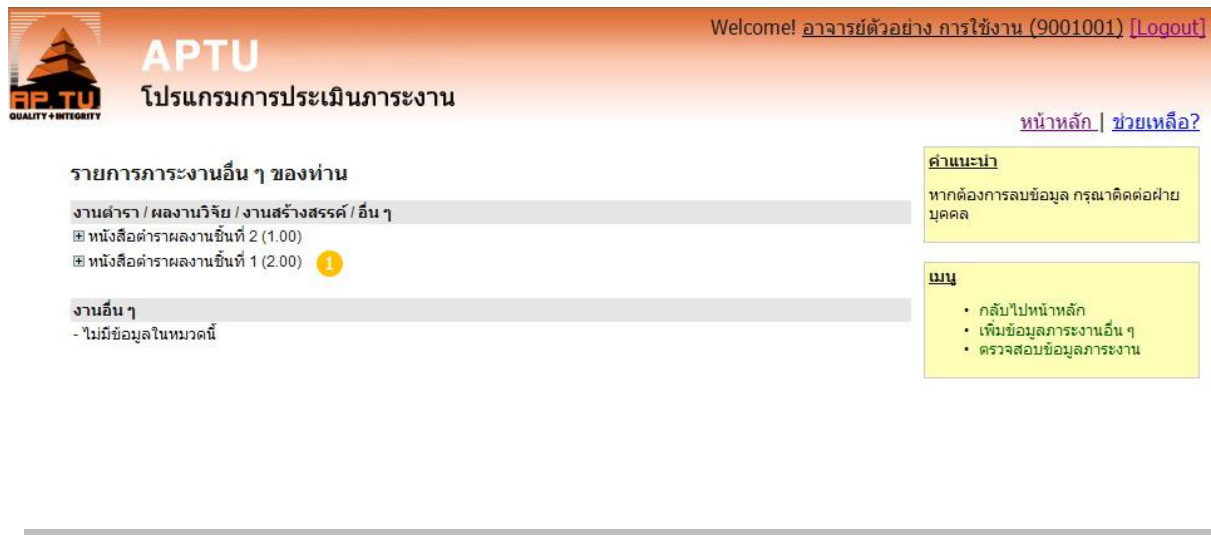 Welcome! อาจารย์ตัวอย่าง การใช้งาน (9001001) [Logout]
APTU
โปรแกรมการประเมินภาระงาน
AP.TU
QUALITY+INTEGRITY
หน้าหลัก | ช่วยเหลือ?
รายการภาระงานอื่น ๆ ของท่าน
งานตำรา / ผลงานวิจัย / งานสร้างสรรค์ / อื่น ๆ
หนังสือตำราผลงานชิ้นที่ 2 (1.00)
หนังสือตำราผลงานชิ้นที่ 1 (2.00) 1
งานอื่น ๆ
- ไม่มีข้อมูลในหมวดนี้
คำแนะนำ
หากต้องการลบข้อมูล กรุณาติดต่อฝ่าย
บุคคล
เมนู
• กลับไปหน้าหลัก
• เพิ่มข้อมูลภาระงานอื่น ๆ
• ตรวจสอบข้อมูลภาระงาน